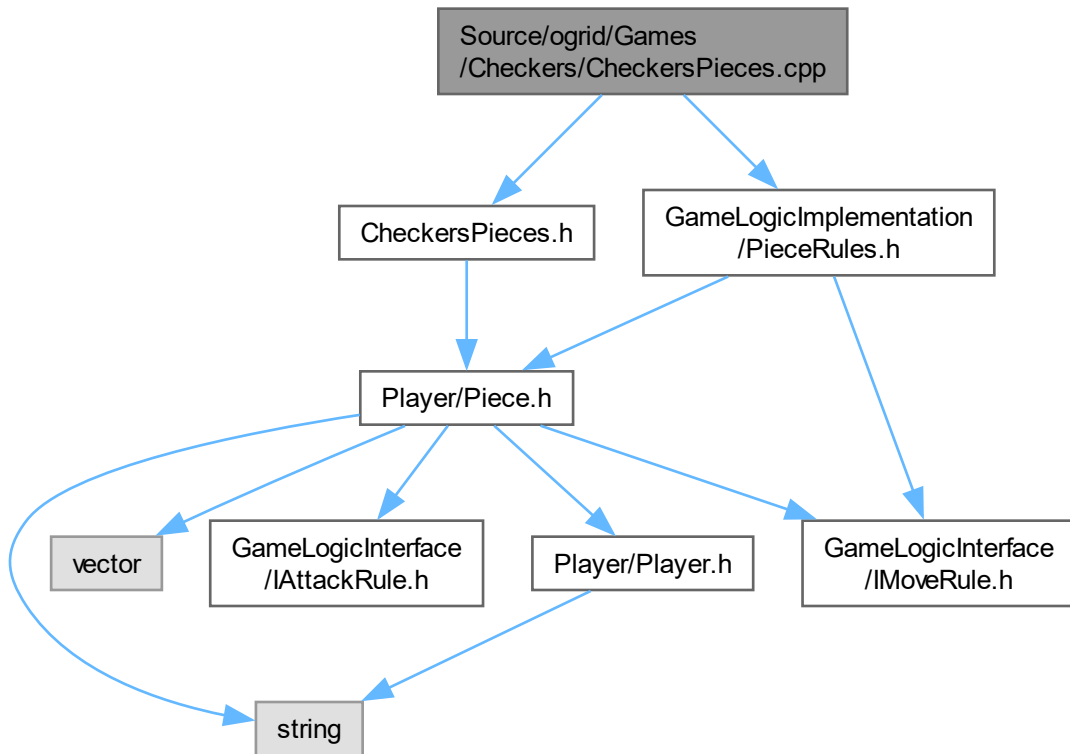 Source/ogrid/Games
/Checkers/CheckersPieces.cpp
CheckersPieces.h
GameLogicImplementation
/PieceRules.h
Player/Piece.h
vector
GameLogicInterface
/IAttackRule.h
Player/Player.h
GameLogicInterface
/IMoveRule.h
string